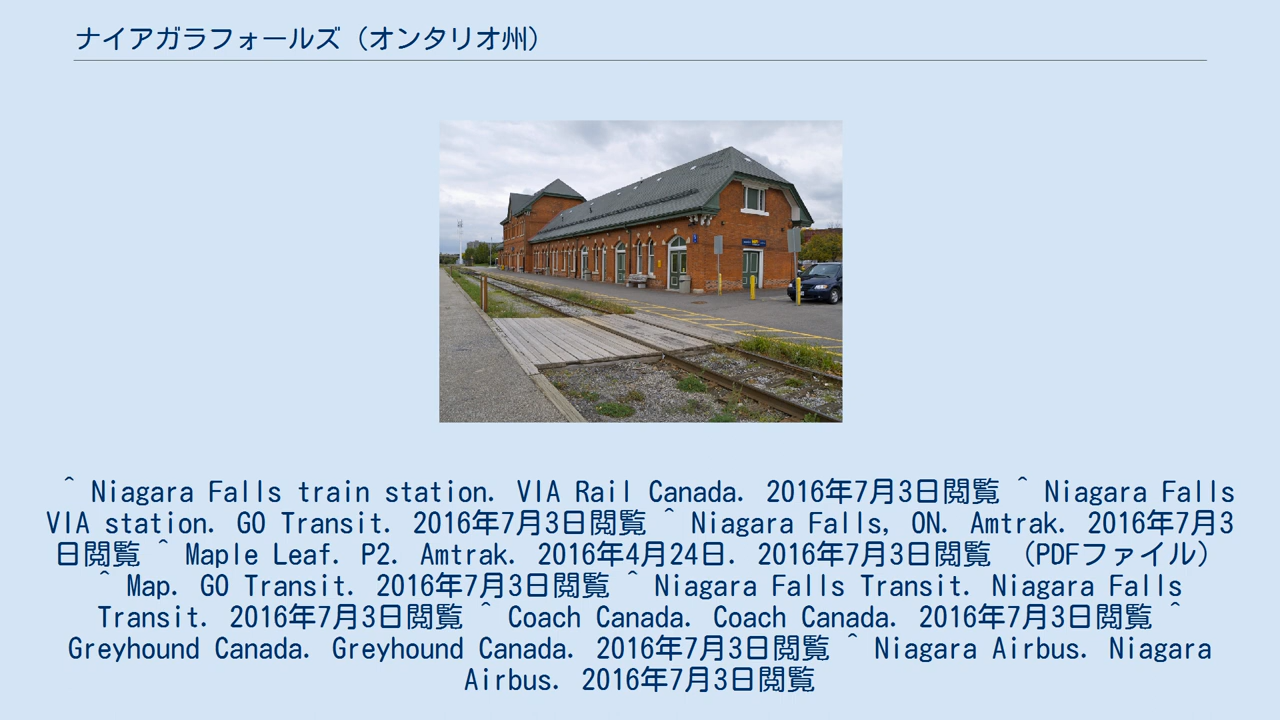 ナイアガラフォールズ（オンタリオ州）
^ Niagara Falls train station. VIA Rail Canada. 2016年7月3日閲覧 ^ Niagara Falls
VIA station. GO Transit. 2016年7月3日閲覧 ^ Niagara Falls, ON. Amtrak. 2016年7月3
日閲覧 ^ Maple Leaf. P2. Amtrak. 2016年4月24日. 2016年7月3日閲覧 （PDFファイル）
^ Map. GO Transit. 2016年7月3日閲覧 ^ Niagara Falls Transit. Niagara Falls
Transit. 2016年7月3日閲覧 ^ Coach Canada. Coach Canada. 2016年7月3日閲覧 ^
Greyhound Canada. Greyhound Canada. 2016年7月3日閲覧 ^ Niagara Airbus. Niagara
Airbus. 2016年7月3日閲覧